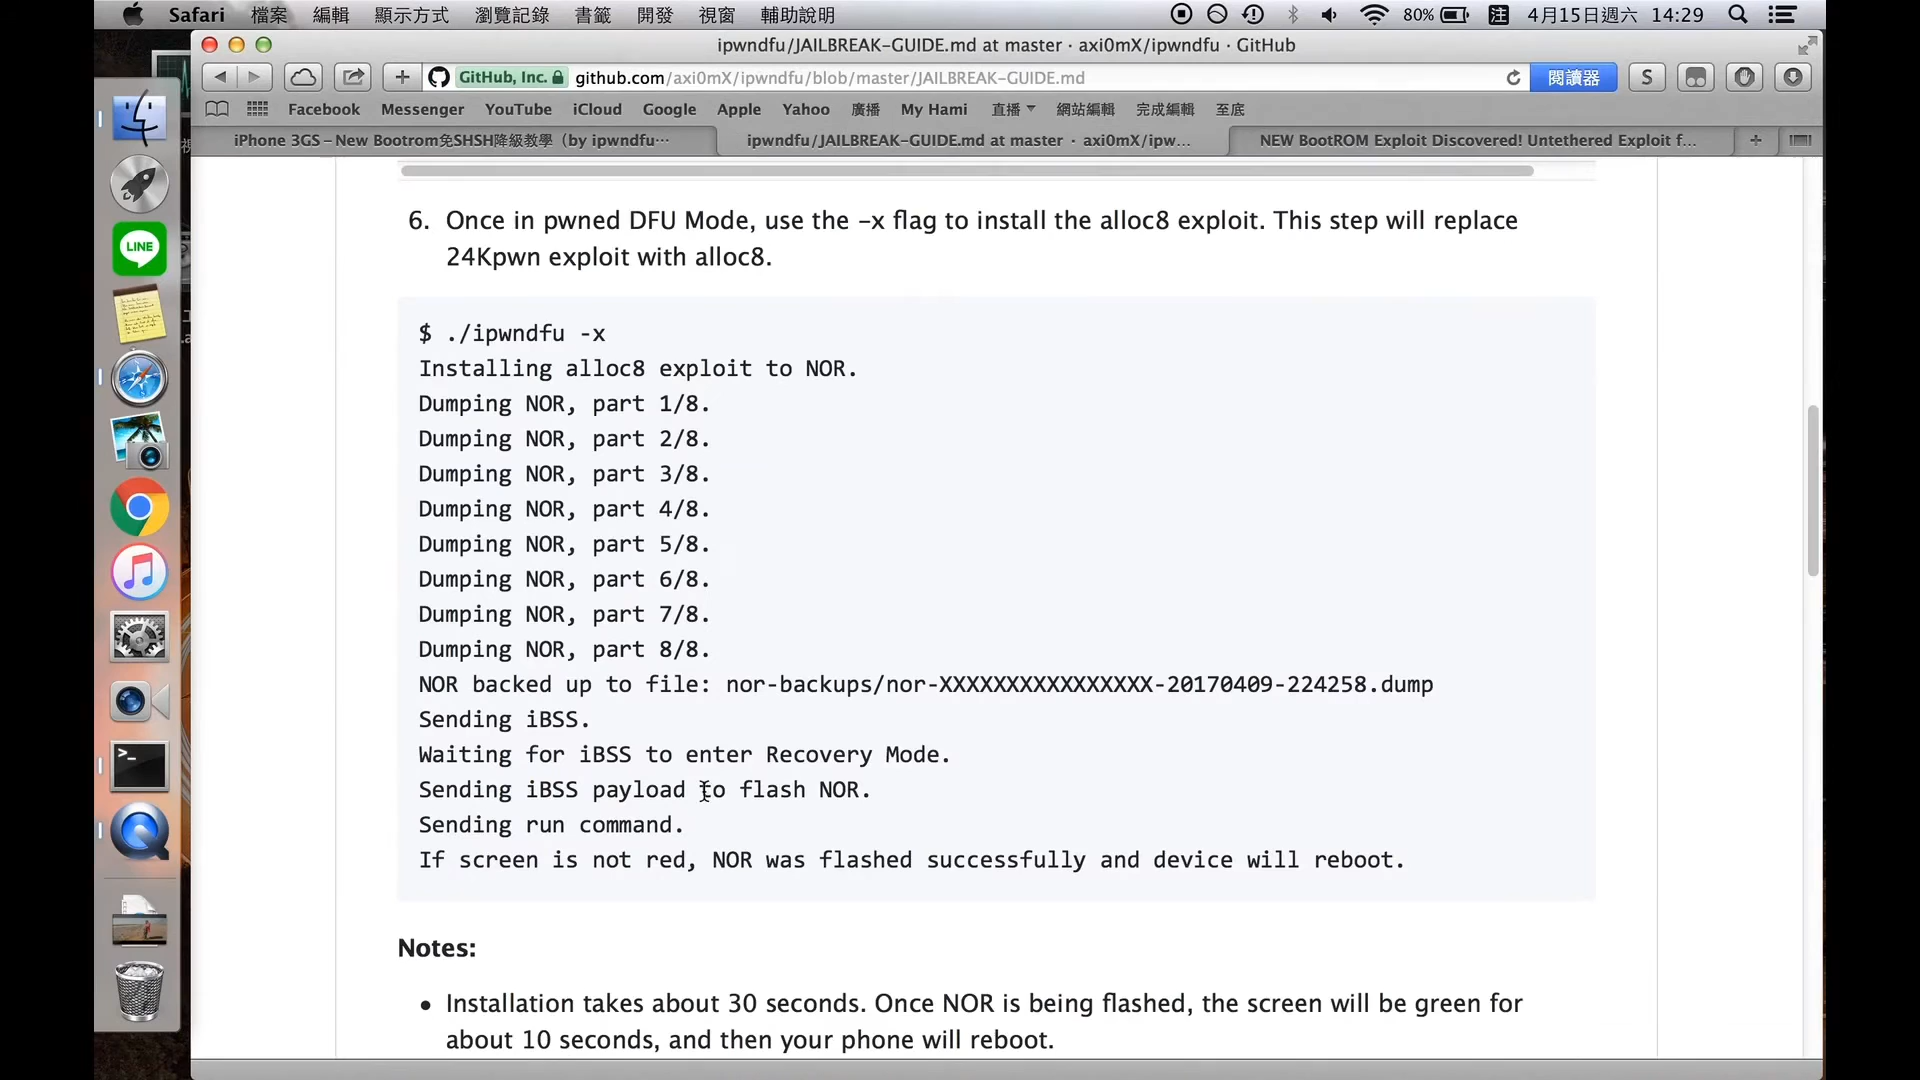 Safari 檔案 編輯 顯示方式 瀏覽記錄 書籤 開發 視窗 輔助說明 80% 注 4月15日週六 14:29
ipwndfu/JAILBREAK-GUIDE.md at master · axi0mX/ipwndfu · GitHub
GitHub, Inc. github.com/axi0mX/ipwndfu/blob/master/JAILBREAK-GUIDE.md 閱讀器 S
Facebook Messenger YouTube iCloud Google Apple Yahoo 廣播 My Hami 直播 網站編輯 完成編輯 至底
iPhone 3GS – New Bootrom免SHSH降級教學（by ipwndfu… ipwndfu/JAILBREAK-GUIDE.md at master · axi0mX/ipw... NEW BootROM Exploit Discovered! Untethered Exploit f...
6. Once in pwned DFU Mode, use the –x flag to install the alloc8 exploit. This step will replace
24Kpwn exploit with alloc8.
$ ./ipwndfu -x
Installing alloc8 exploit to NOR.
Dumping NOR, part 1/8.
Dumping NOR, part 2/8.
Dumping NOR, part 3/8.
Dumping NOR, part 4/8.
Dumping NOR, part 5/8.
Dumping NOR, part 6/8.
Dumping NOR, part 7/8.
Dumping NOR, part 8/8.
NOR backed up to file: nor-backups/nor-XXXXXXXXXXXXXXXX-20170409-224258.dump
Sending iBSS.
Waiting for iBSS to enter Recovery Mode.
Sending iBSS payload to flash NOR.
Sending run command.
If screen is not red, NOR was flashed successfully and device will reboot.
Notes:
• Installation takes about 30 seconds. Once NOR is being flashed, the screen will be green for
about 10 seconds, and then your phone will reboot.
LINE